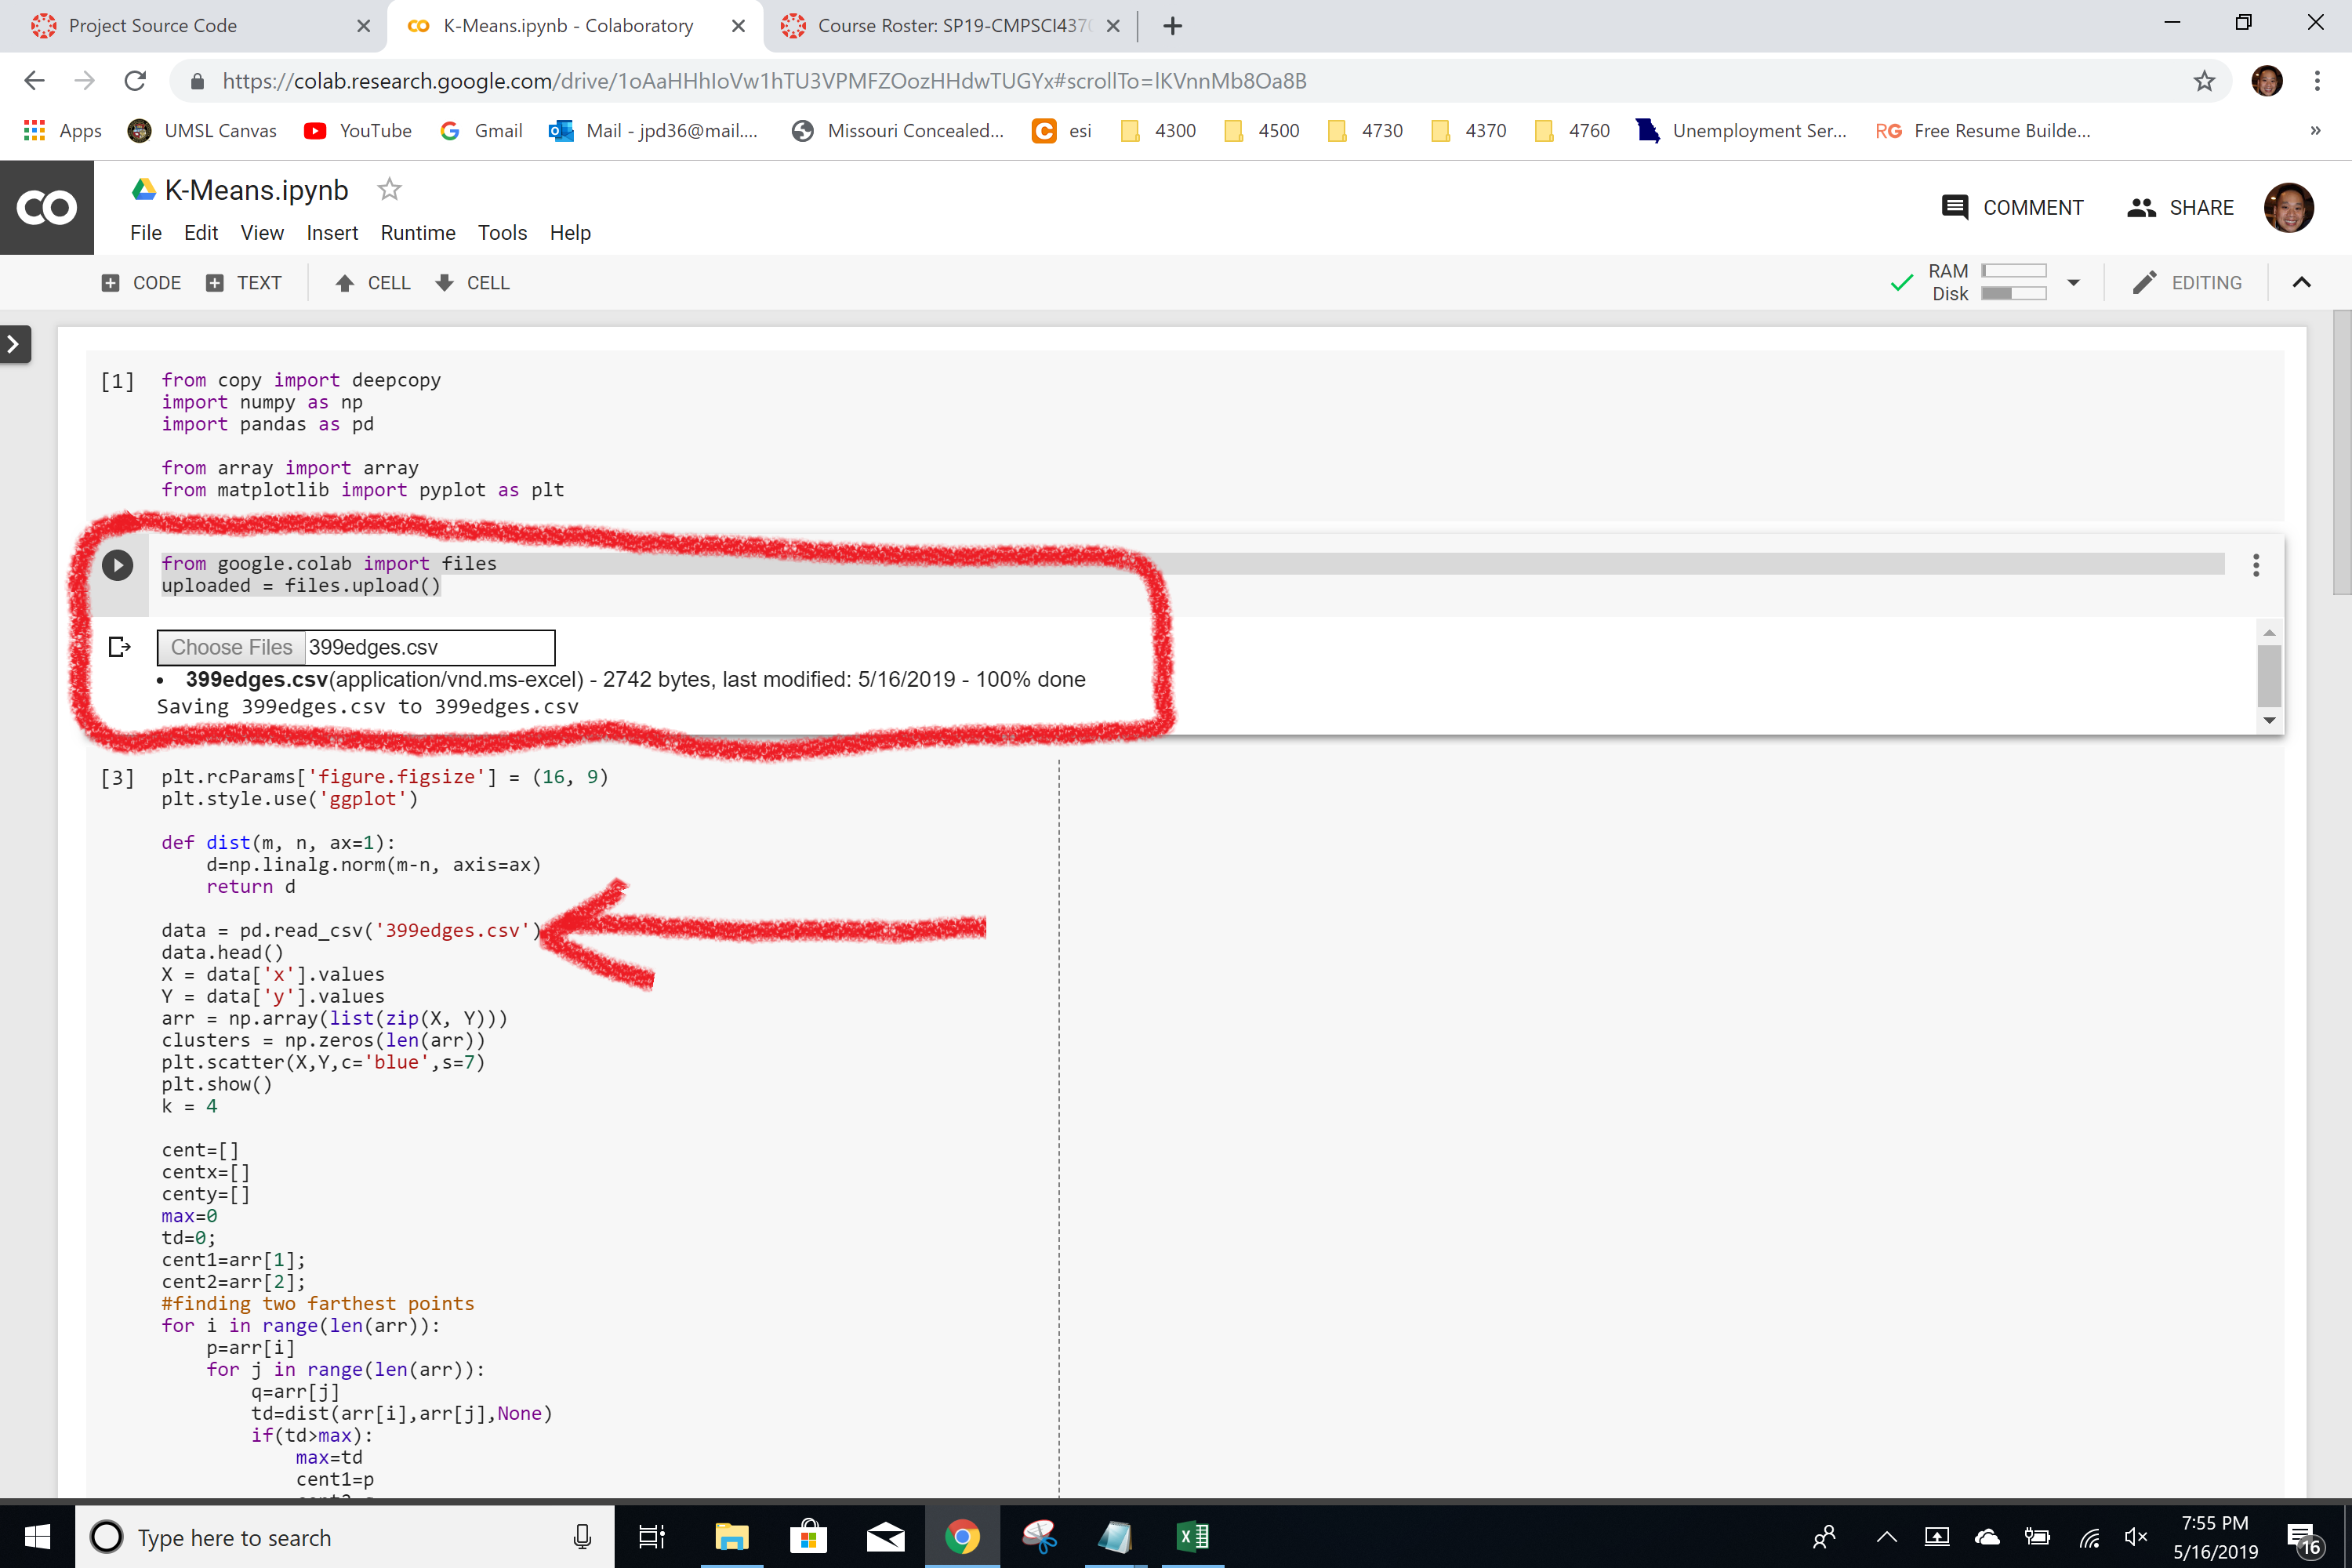 Project Source Code
K-Means.ipynb - Colaboratory
Course Roster: SP19-CMPSCI437
https://colab.research.google.com/drive/1oAaHHhIoVw1hTU3VPMFZOozHHdwTUGYx#scrollTo=lKVnnMb8Oa8B
Apps UMSL Canvas YouTube Gmail Mail - jpd36@mail.... Missouri Concealed... esi 4300 4500 4730 4370 4760 Unemployment Ser... RG Free Resume Builde... »
CO K-Means.ipynb
COMMENT SHARE
File Edit View Insert Runtime Tools Help
CODE TEXT CELL CELL
RAM
Disk
EDITING
[1] from copy import deepcopy
import numpy as np
import pandas as pd
from array import array
from matplotlib import pyplot as plt
from google.colab import files
uploaded = files.upload()
Choose Files 399edges.csv
• 399edges.csv(application/vnd.ms-excel) - 2742 bytes, last modified: 5/16/2019 - 100% done
Saving 399edges.csv to 399edges.csv
[3] plt.rcParams['figure.figsize'] = (16, 9)
plt.style.use('ggplot')
def dist(m, n, ax=1):
d=np.linalg.norm(m-n, axis=ax)
return d
data = pd.read_csv('399edges.csv')
data.head()
X = data['x'].values
Y = data['y'].values
arr = np.array(list(zip(X, Y)))
clusters = np.zeros(len(arr))
plt.scatter(X,Y,c='blue',s=7)
plt.show()
k = 4
cent=[]
centx=[]
centy=[]
max=0
td=0;
cent1=arr[1];
cent2=arr[2];
#finding two farthest points
for i in range(len(arr)):
p=arr[i]
for j in range(len(arr)):
q=arr[j]
td=dist(arr[i],arr[j],None)
if(td>max):
max=td
cent1=p
Type here to search
7:55 PM
5/16/2019
16